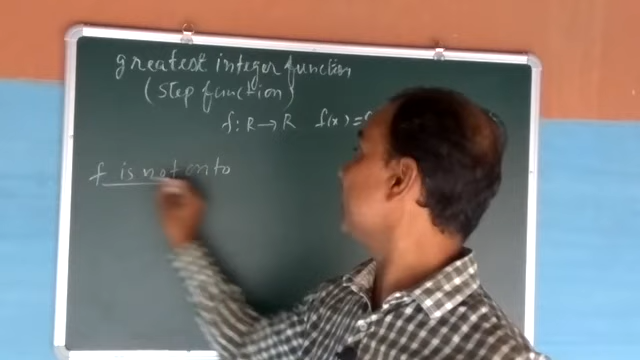 greatest integer function
(step function)
f: R→R f(x) =
f is not onto